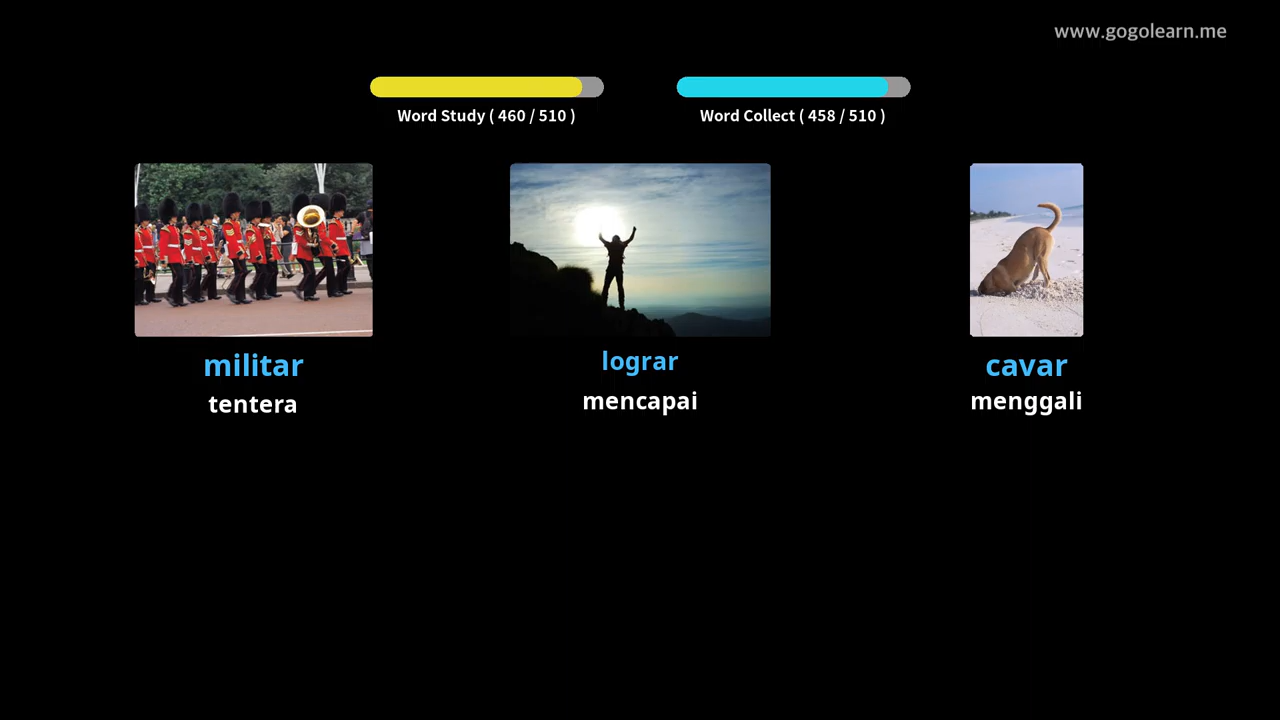 www.gogolearn.me
Word Study ( 460 / 510 )
Word Collect ( 458 / 510 )
militar
tentera
lograr
mencapai
cavar
menggali